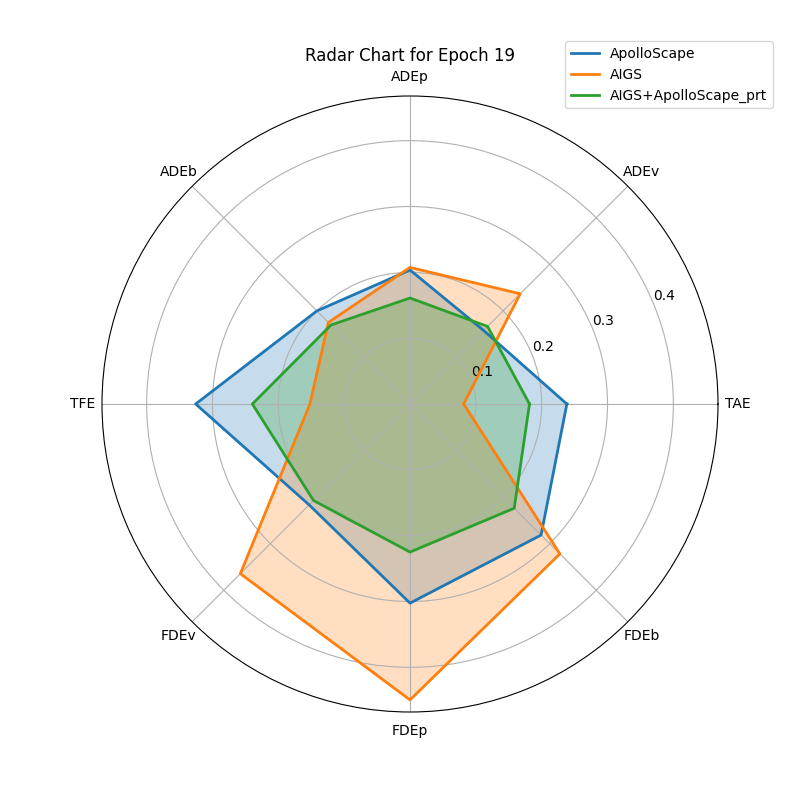 Radar Chart for Epoch 19
ApolloScape
AIGS
AIGS+ApolloScape_prt
ADEp
ADEb
ADEv
0.4
0.3
0.2
0.1
TFE
TAE
FDEv
FDEb
FDEp